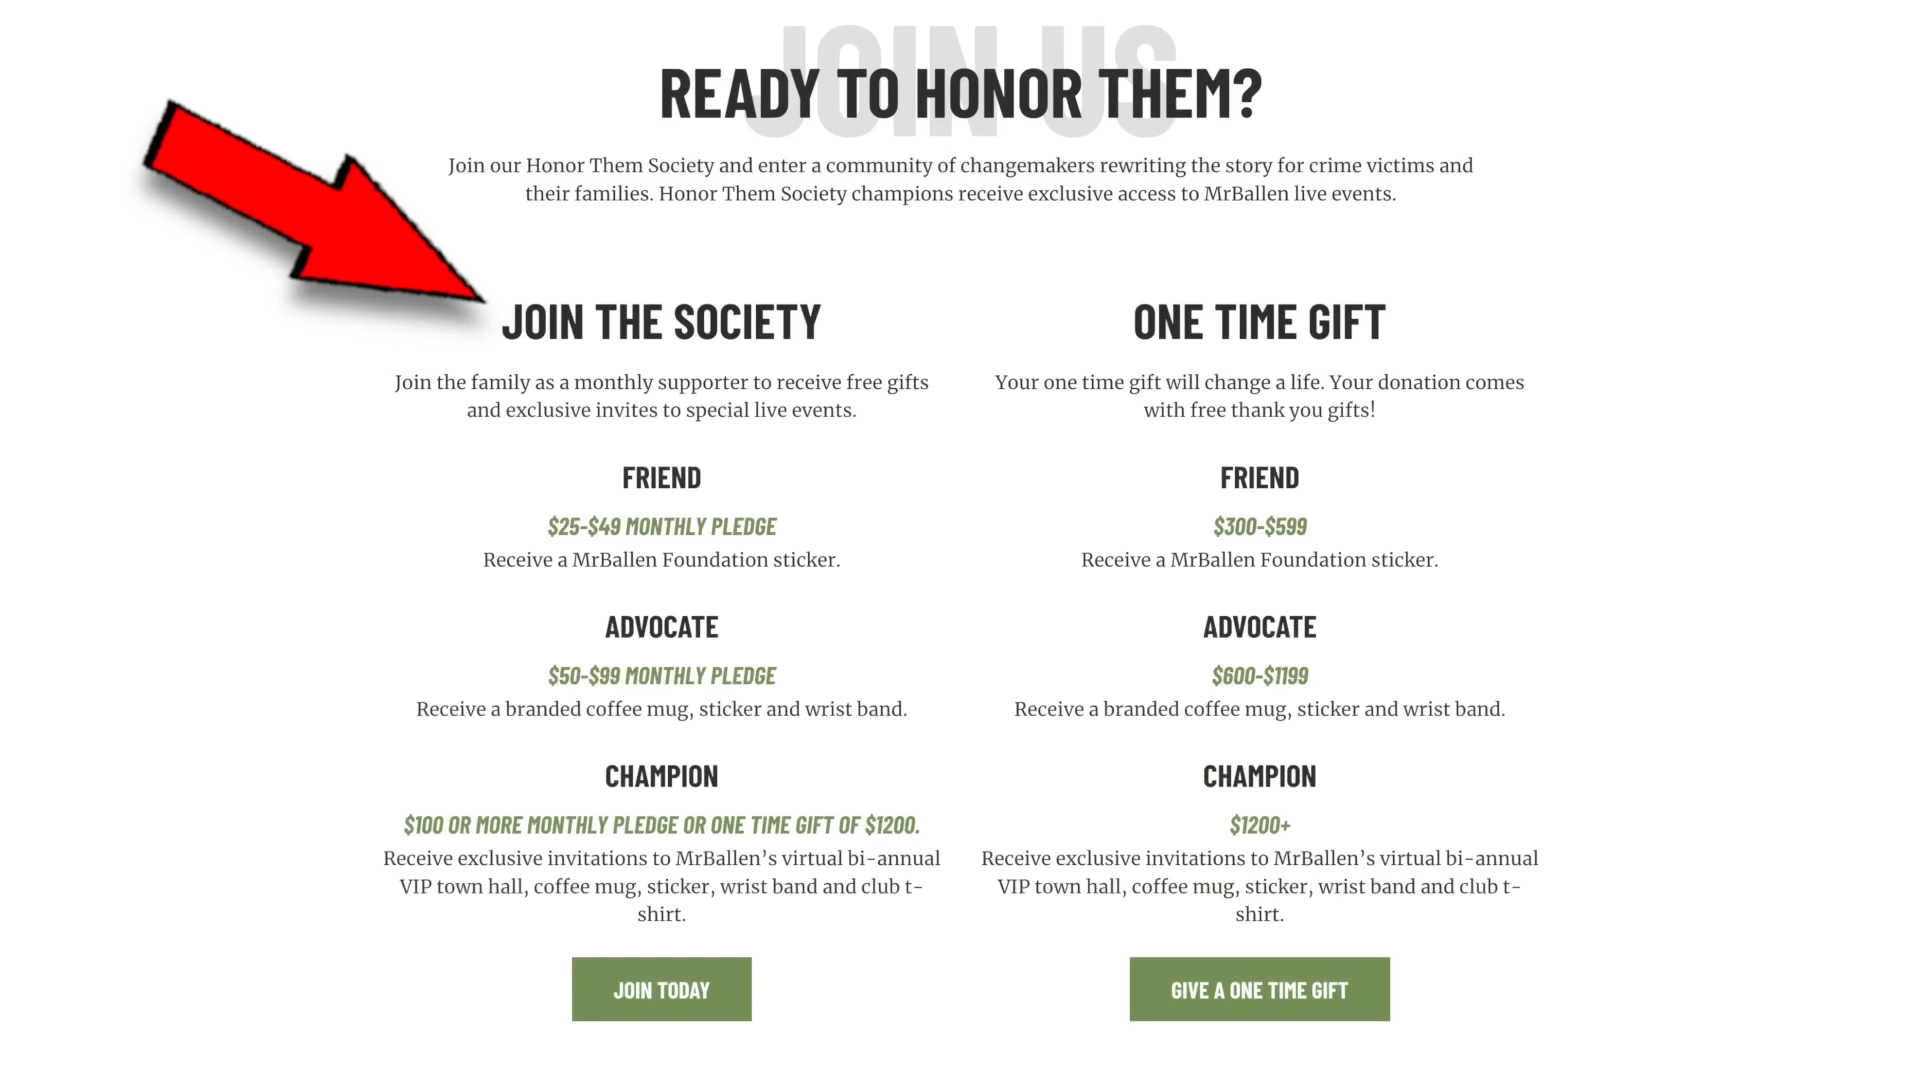 JOIN US
READY TO HONOR THEM?
Join our Honor Them Society and enter a community of changemakers rewriting the story for crime victims and
their families. Honor Them Society champions receive exclusive access to MrBallen live events.
JOIN THE SOCIETY
Join the family as a monthly supporter to receive free gifts
and exclusive invites to special live events.
FRIEND
$25-$49 MONTHLY PLEDGE
Receive a MrBallen Foundation sticker.
ADVOCATE
$50-$99 MONTHLY PLEDGE
Receive a branded coffee mug, sticker and wrist band.
CHAMPION
$100 OR MORE MONTHLY PLEDGE OR ONE TIME GIFT OF $1200.
Receive exclusive invitations to MrBallen’s virtual bi-annual
VIP town hall, coffee mug, sticker, wrist band and club t-
shirt.
JOIN TODAY
ONE TIME GIFT
Your one time gift will change a life. Your donation comes
with free thank you gifts!
FRIEND
$300-$599
Receive a MrBallen Foundation sticker.
ADVOCATE
$600-$1199
Receive a branded coffee mug, sticker and wrist band.
CHAMPION
$1200+
Receive exclusive invitations to MrBallen’s virtual bi-annual
VIP town hall, coffee mug, sticker, wrist band and club t-
shirt.
GIVE A ONE TIME GIFT